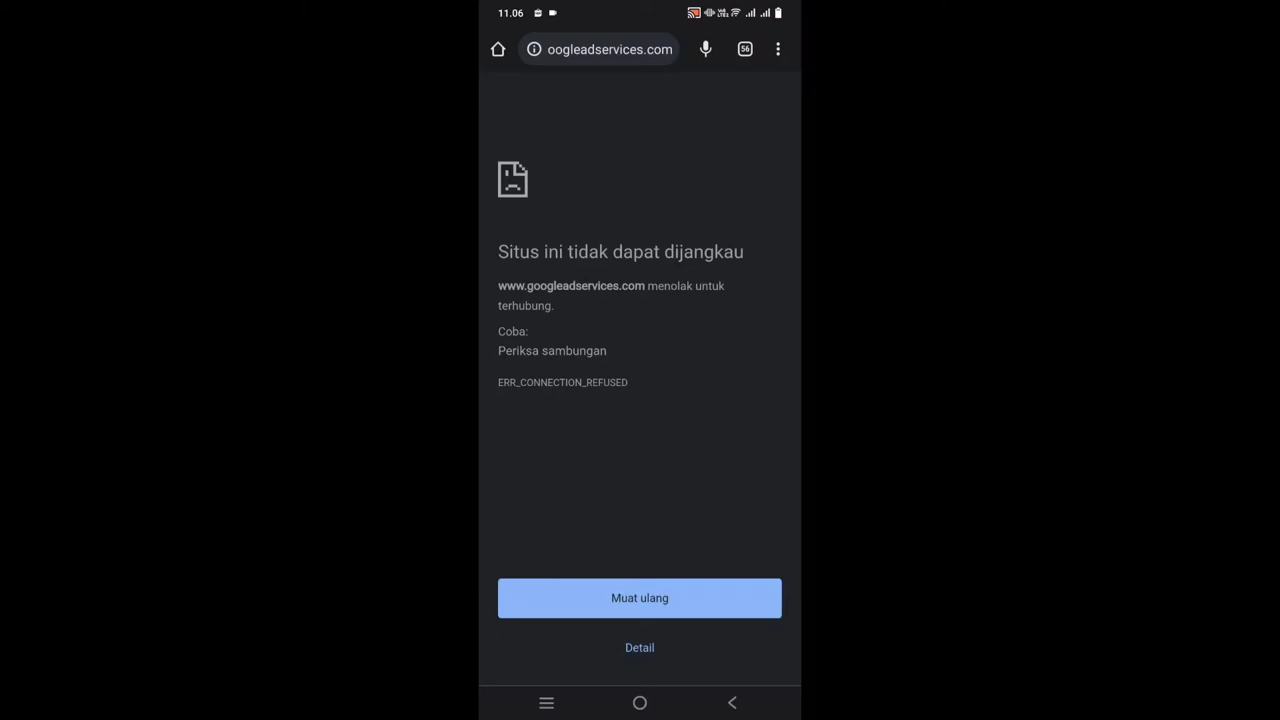 11.06
oogleadservices.com
56
Situs ini tidak dapat dijangkau
www.googleadservices.com menolak untuk
terhubung.
Coba:
Periksa sambungan
ERR_CONNECTION_REFUSED
Muat ulang
Detail